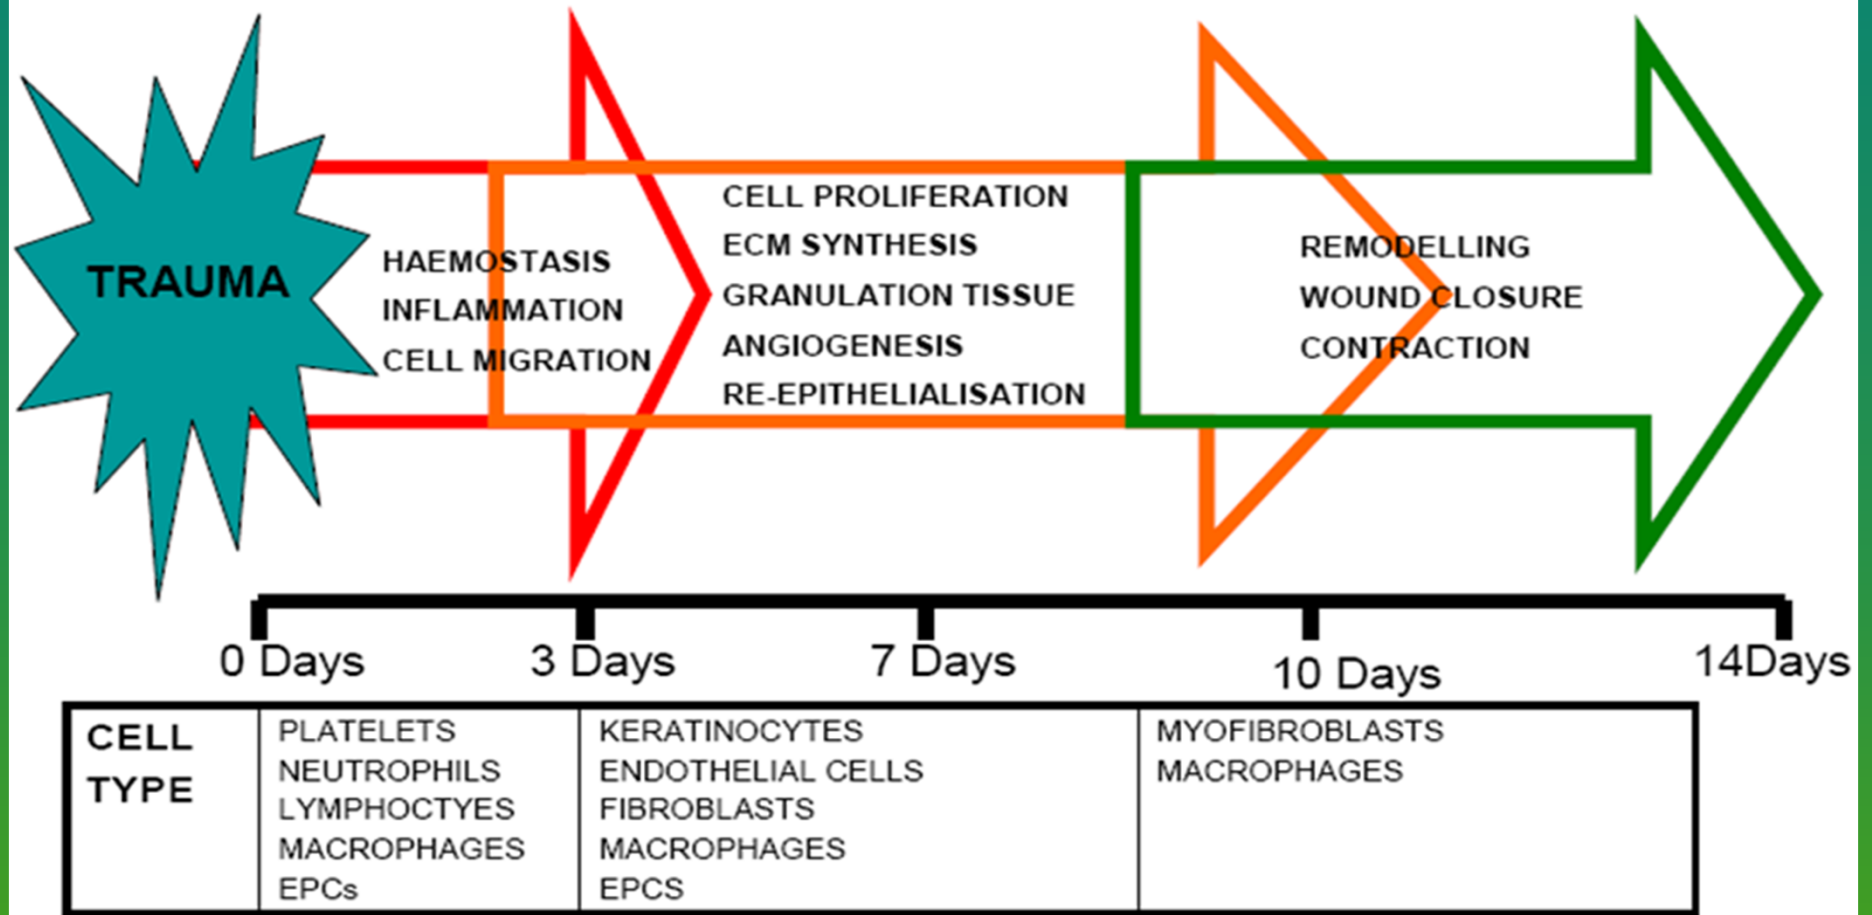 TRAUMA
HAEMOSTASIS
INFLAMMATION
CELL MIGRATION
CELL PROLIFERATION
ECM SYNTHESIS
GRANULATION TISSUE
ANGIOGENESIS
RE-EPITHELIALISATION
REMODELLING
WOUND CLOSURE
CONTRACTION
0 Days
3 Days
7 Days
10 Days
14Days
CELL
TYPE
PLATELETS
NEUTROPHILS
LYMPHOCTYES
MACROPHAGES
EPCs
KERATINOCYTES
ENDOTHELIAL CELLS
FIBROBLASTS
MACROPHAGES
EPCS
MYOFIBROBLASTS
MACROPHAGES